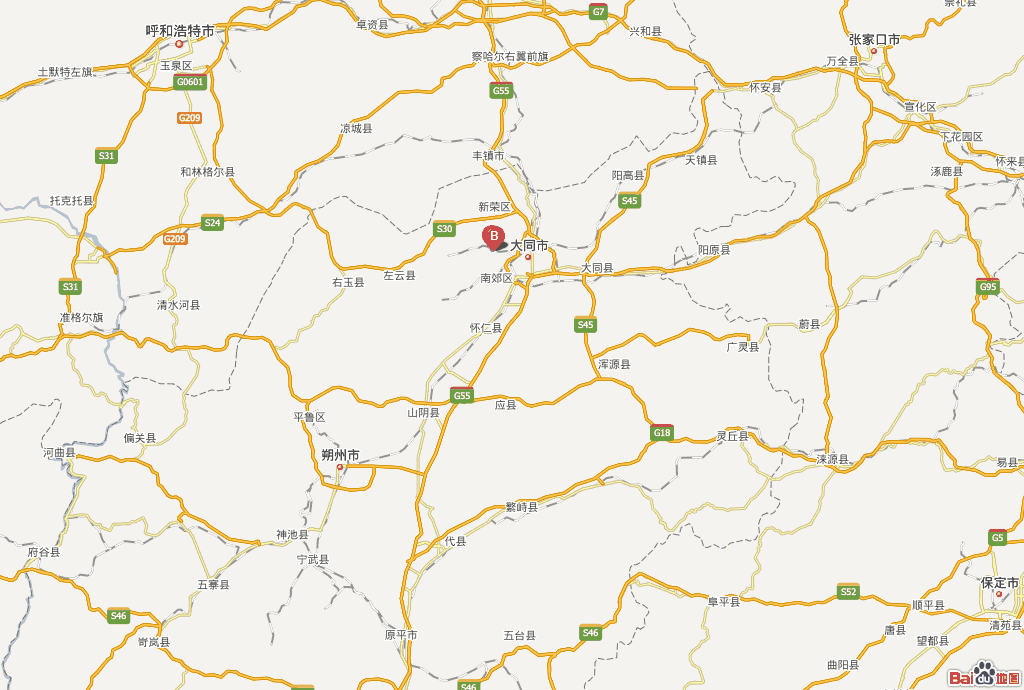 崇礼县
G7
卓资县
呼和浩特市
兴和县
张家口市
察哈尔右翼前旗
万全县
玉泉区
土默特左旗
G0601
怀安县
G55
宣化区
G209
凉城县
下花园区
S31
丰镇市
天镇县
怀来县
和林格尔县
阳高县
涿鹿县
托克托县
S45
新荣区
S24
S30
B
G209
大同市
阳原县
左云县
大同县
右玉县
南郊区
S31
G95
清水河县
准格尔旗
怀仁县
S45
蔚县
广灵县
浑源县
G55
应县
山阴县
平鲁区
G18
灵丘县
偏关县
河曲县
朔州市
涞源县
易县
繁峙县
神池县
代县
G5
府谷县
宁武县
五寨县
保定市
S52
阜平县
顺平县
S46
清苑县
唐县
S46
原平市
五台县
岢岚县
望都县
曲阳县
Bai du 地图
S46